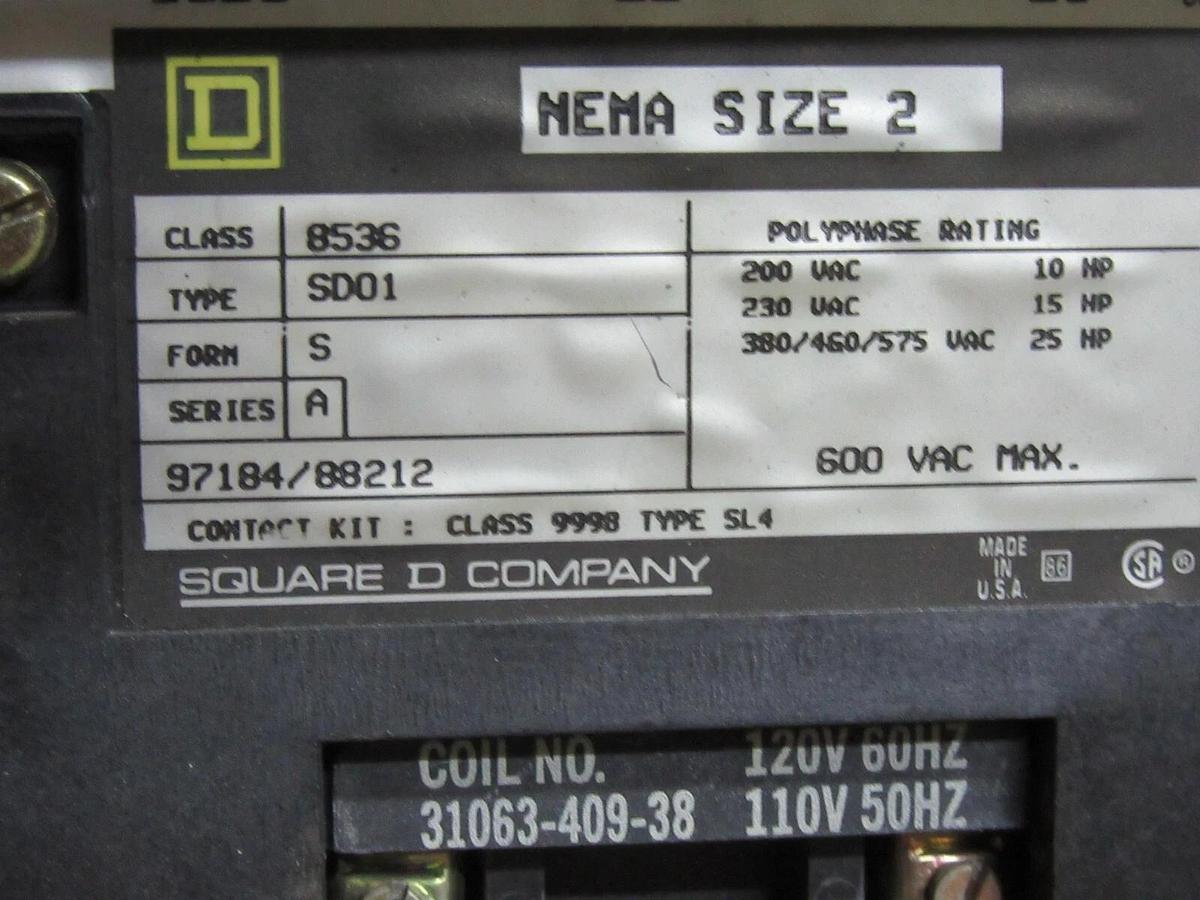 D
NEMA SIZE 2
CLASS 8536
TYPE SD01
FORM S
SERIES A
97184/88212
POLYPHASE RATING
200 VAC 10 HP
230 VAC 15 HP
380/460/575 VAC 25 HP
600 VAC MAX.
CONTACT KIT : CLASS 9998 TYPE SL4
SQUARE D COMPANY
MADE
IN
U.S.A.
86
SA ®
COIL NO. 120V 60HZ
31063-409-38 110V 50HZ